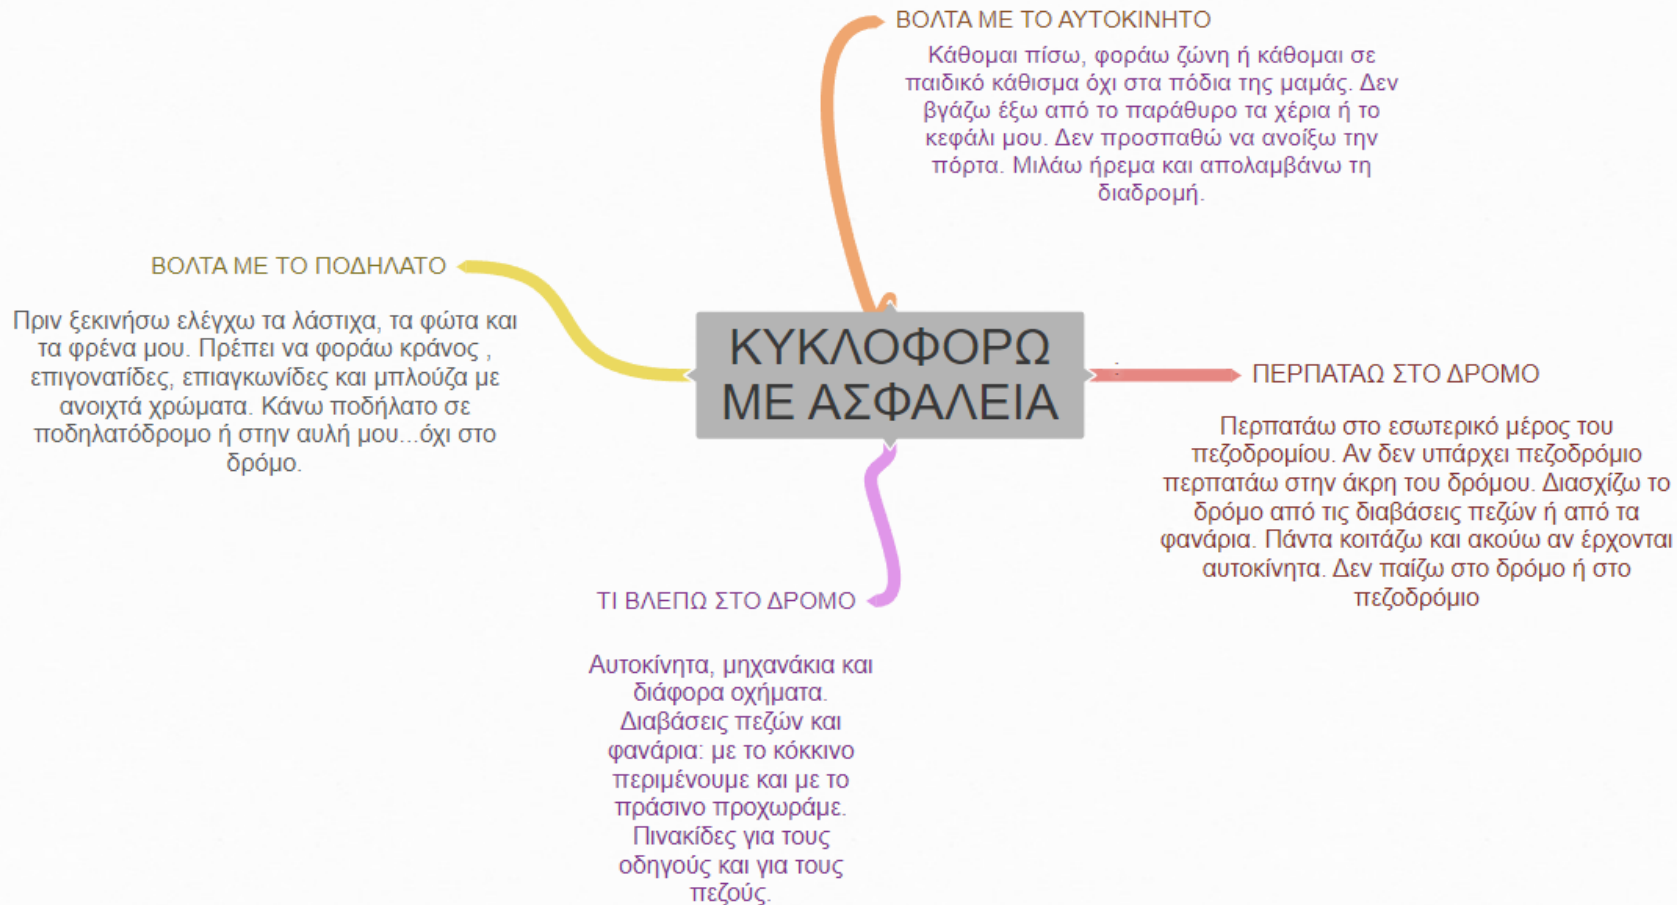 ΒΟΛΤΑ ΜΕ ΤΟ ΑΥΤΟΚΙΝΗΤΟ
Κάθομαι πίσω, φοράω ζώνη ή κάθομαι σε
παιδικό κάθισμα όχι στα πόδια της μαμάς. Δεν
βγάζω έξω από το παράθυρο τα χέρια ή το
κεφάλι μου. Δεν προσπαθώ να ανοίξω την
πόρτα. Μιλάω ήρεμα και απολαμβάνω τη
διαδρομή.
ΒΟΛΤΑ ΜΕ ΤΟ ΠΟΔΗΛΑΤΟ
Πριν ξεκινήσω ελέγχω τα λάστιχα, τα φώτα και
τα φρένα μου. Πρέπει να φοράω κράνος ,
επιγονατίδες, επιαγκωνίδες και μπλούζα με
ανοιχτά χρώματα. Κάνω ποδήλατο σε
ποδηλατόδρομο ή στην αυλή μου...όχι στο
δρόμο.
ΚΥΚΛΟΦΟΡΩ
ΜΕ ΑΣΦΑΛΕΙΑ
ΠΕΡΠΑΤΑΩ ΣΤΟ ΔΡΟΜΟ
Περπατάω στο εσωτερικό μέρος του
πεζοδρομίου. Αν δεν υπάρχει πεζοδρόμιο
περπατάω στην άκρη του δρόμου. Διασχίζω το
δρόμο από τις διαβάσεις πεζών ή από τα
φανάρια. Πάντα κοιτάζω και ακούω αν έρχονται
αυτοκίνητα. Δεν παίζω στο δρόμο ή στο
πεζοδρόμιο
ΤΙ ΒΛΕΠΩ ΣΤΟ ΔΡΟΜΟ
Αυτοκίνητα, μηχανάκια και
διάφορα οχήματα.
Διαβάσεις πεζών και
φανάρια: με το κόκκινο
περιμένουμε και με το
πράσινο προχωράμε.
Πινακίδες για τους
οδηγούς και για τους
πεζούς.